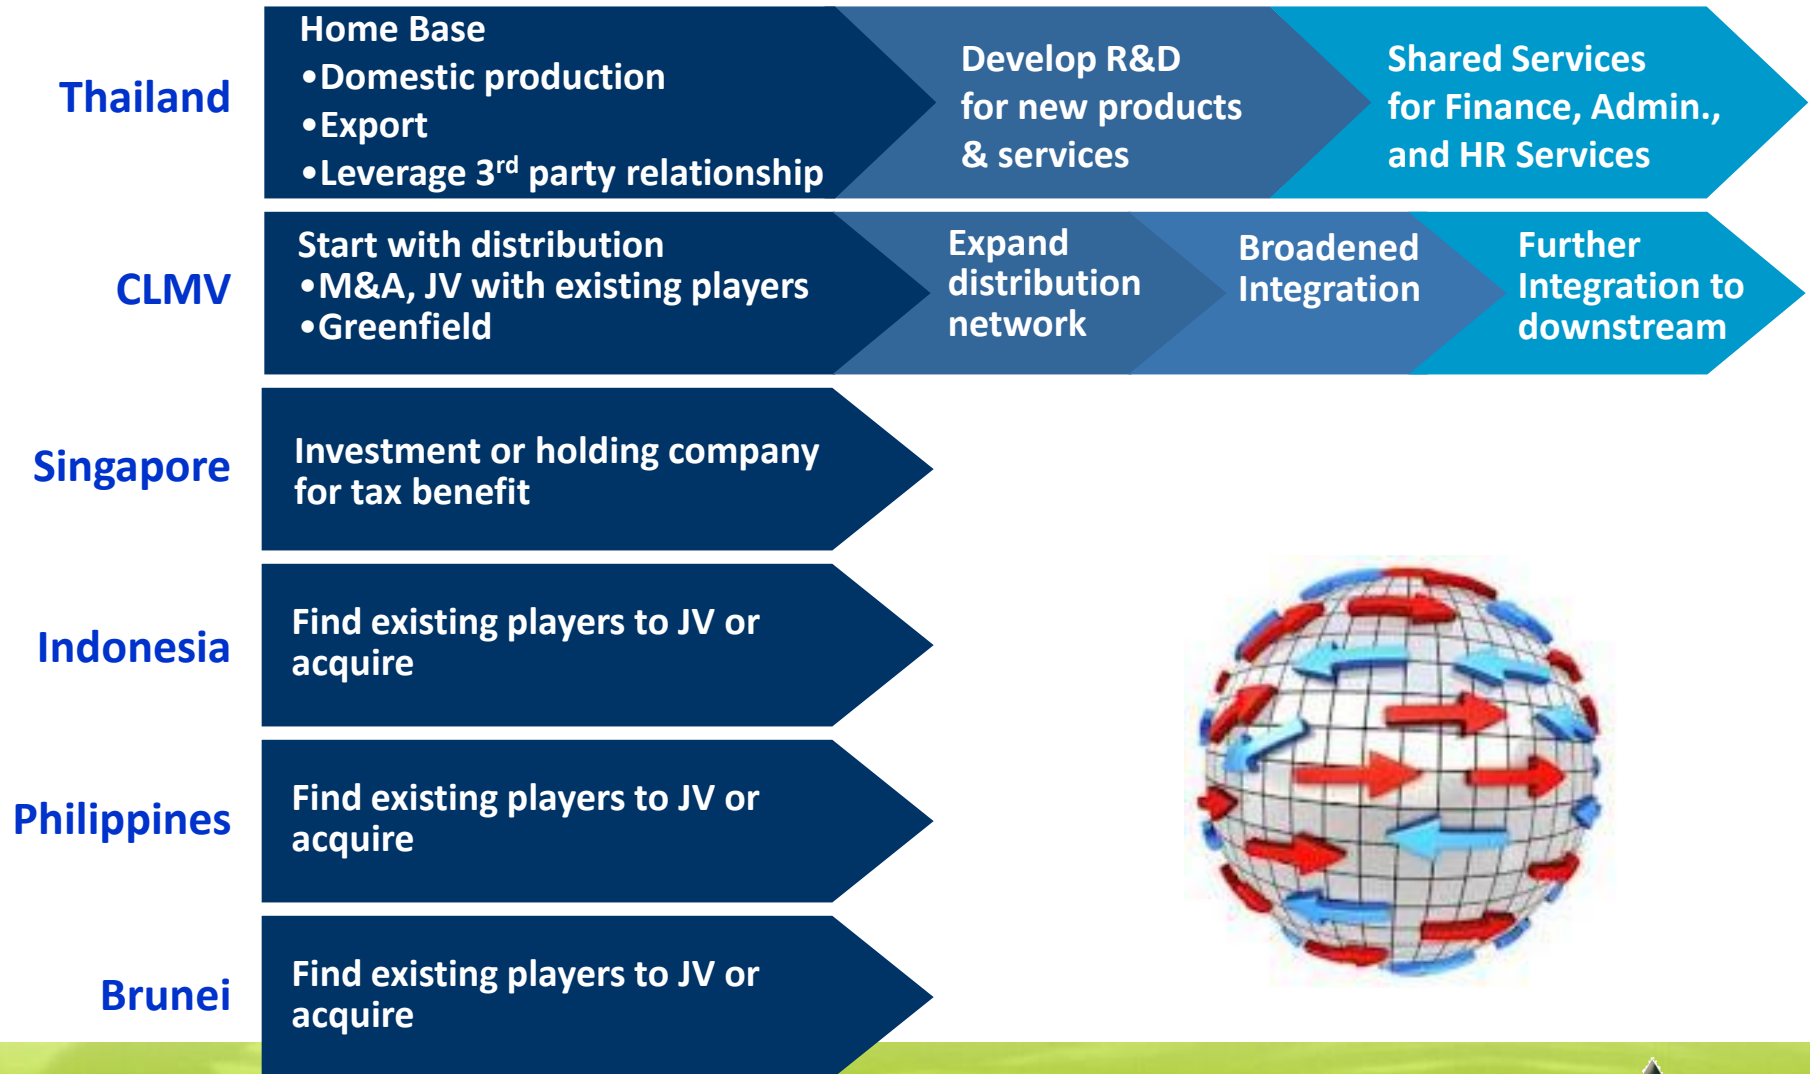 Thailand
Home Base
•Domestic production
•Export
•Leverage 3rd party relationship
Develop R&D
for new products
& services
Shared Services
for Finance, Admin.,
and HR Services
CLMV
Start with distribution
•M&A, JV with existing players
•Greenfield
Expand
distribution
network
Broadened
Integration
Further
Integration to
downstream
Singapore
Investment or holding company
for tax benefit
Indonesia
Find existing players to JV or
acquire
Philippines
Find existing players to JV or
acquire
Brunei
Find existing players to JV or
acquire